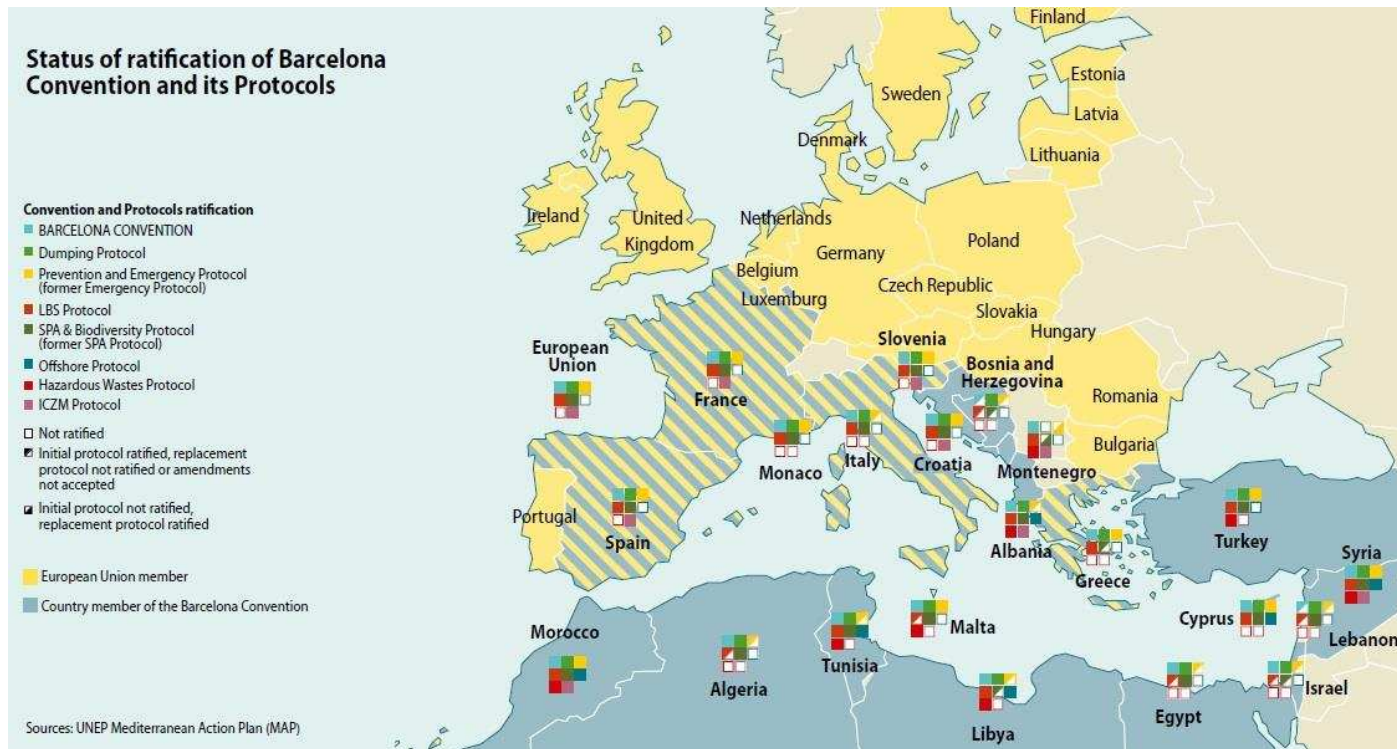 Status of ratification of Barcelona
Convention and its Protocols
Convention and Protocols ratification
BARCELONA CONVENTION
Dumping Protocol
Prevention and Emergency Protocol
(former Emergency Protocol)
LBS Protocol
SPA & Biodiversity Protocol
(former SPA Protocol)
Offshore Protocol
Hazardous Wastes Protocol
ICZM Protocol
Not ratified
Initial protocol ratified, replacement
protocol not ratified or amendments
not accepted
Initial protocol not ratified,
replacement protocol ratified
European Union member
Country member of the Barcelona Convention
Sources: UNEP Mediterranean Action Plan (MAP)
Finland
Estonia
Sweden
Latvia
Denmark
Lithuania
Ireland
United
Kingdom
Netherlands
Poland
Germany
Belgium
Czech Republic
Luxemburg
Slovakia
Hungary
European
Union
Slovenia
Bosnia and
Herzegovina
France
Romania
Bulgaria
Monaco
Italy
Croatia
Montenegro
Portugal
Spain
Albania
Turkey
Greece
Syria
Morocco
Malta
Cyprus
Lebanon
Tunisia
Algeria
Israel
Egypt
Libya